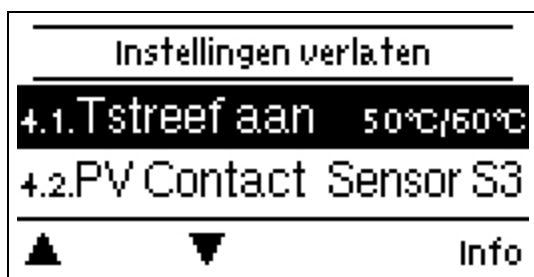 Instellingen verlaten
4.1.Tstreef aan 50°C/60°C
4.2.PV Contact Sensor S3
Info